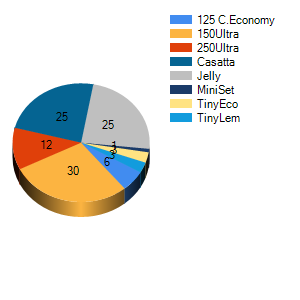 125 C.Economy
150Ultra
250Ultra
Casatta
Jelly
MiniSet
TinyEco
TinyLem
25
25
12
1
3
6
30